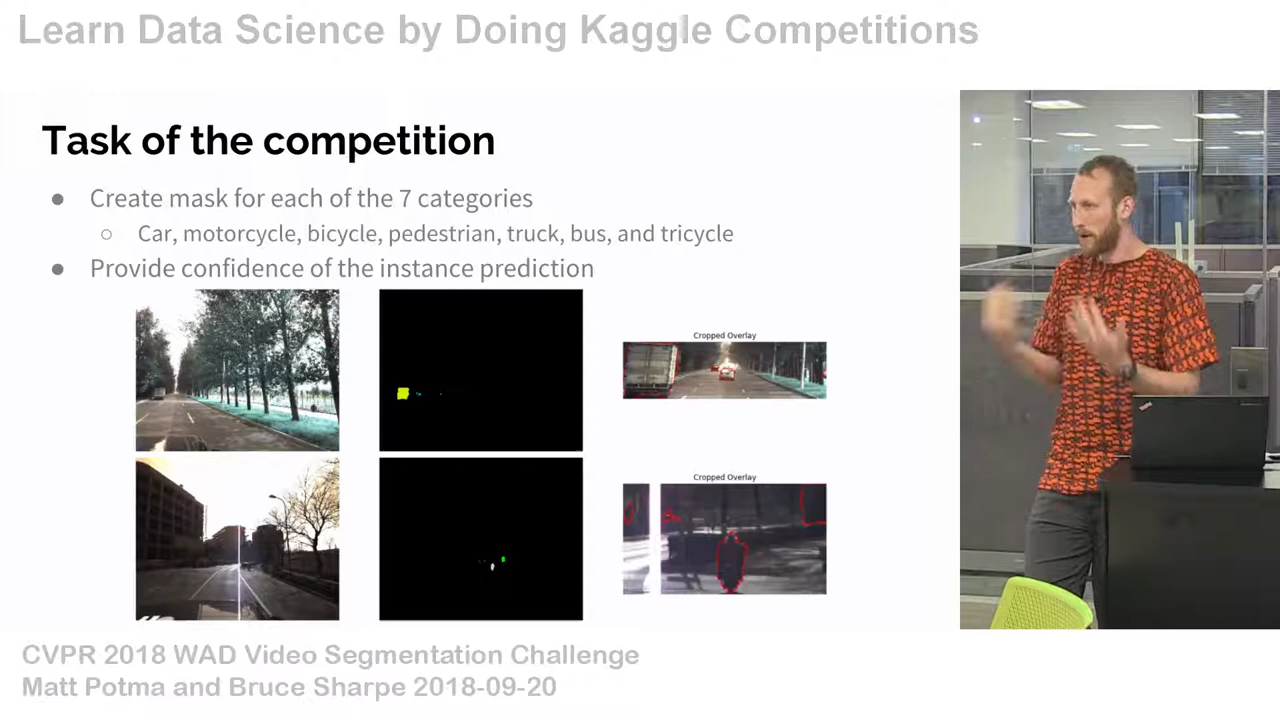 Learn Data Science by Doing Kaggle Competitions
Task of the competition
● Create mask for each of the 7 categories
○ Car, motorcycle, bicycle, pedestrian, truck, bus, and tricycle
● Provide confidence of the instance prediction
Cropped Overlay
Cropped Overlay
CVPR 2018 WAD Video Segmentation Challenge
Matt Potma and Bruce Sharpe 2018-09-20